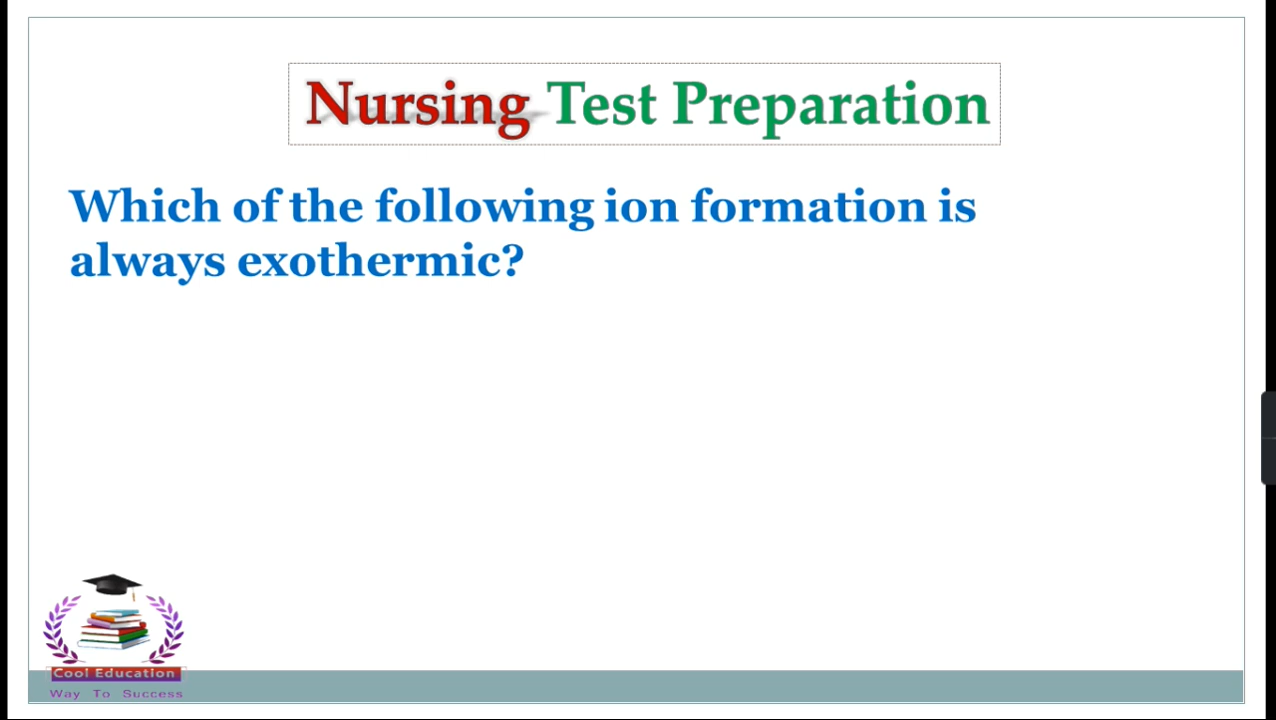 Nursing Test Preparation
Which of the following ion formation is
always exothermic?
Cool Education
Way To Success